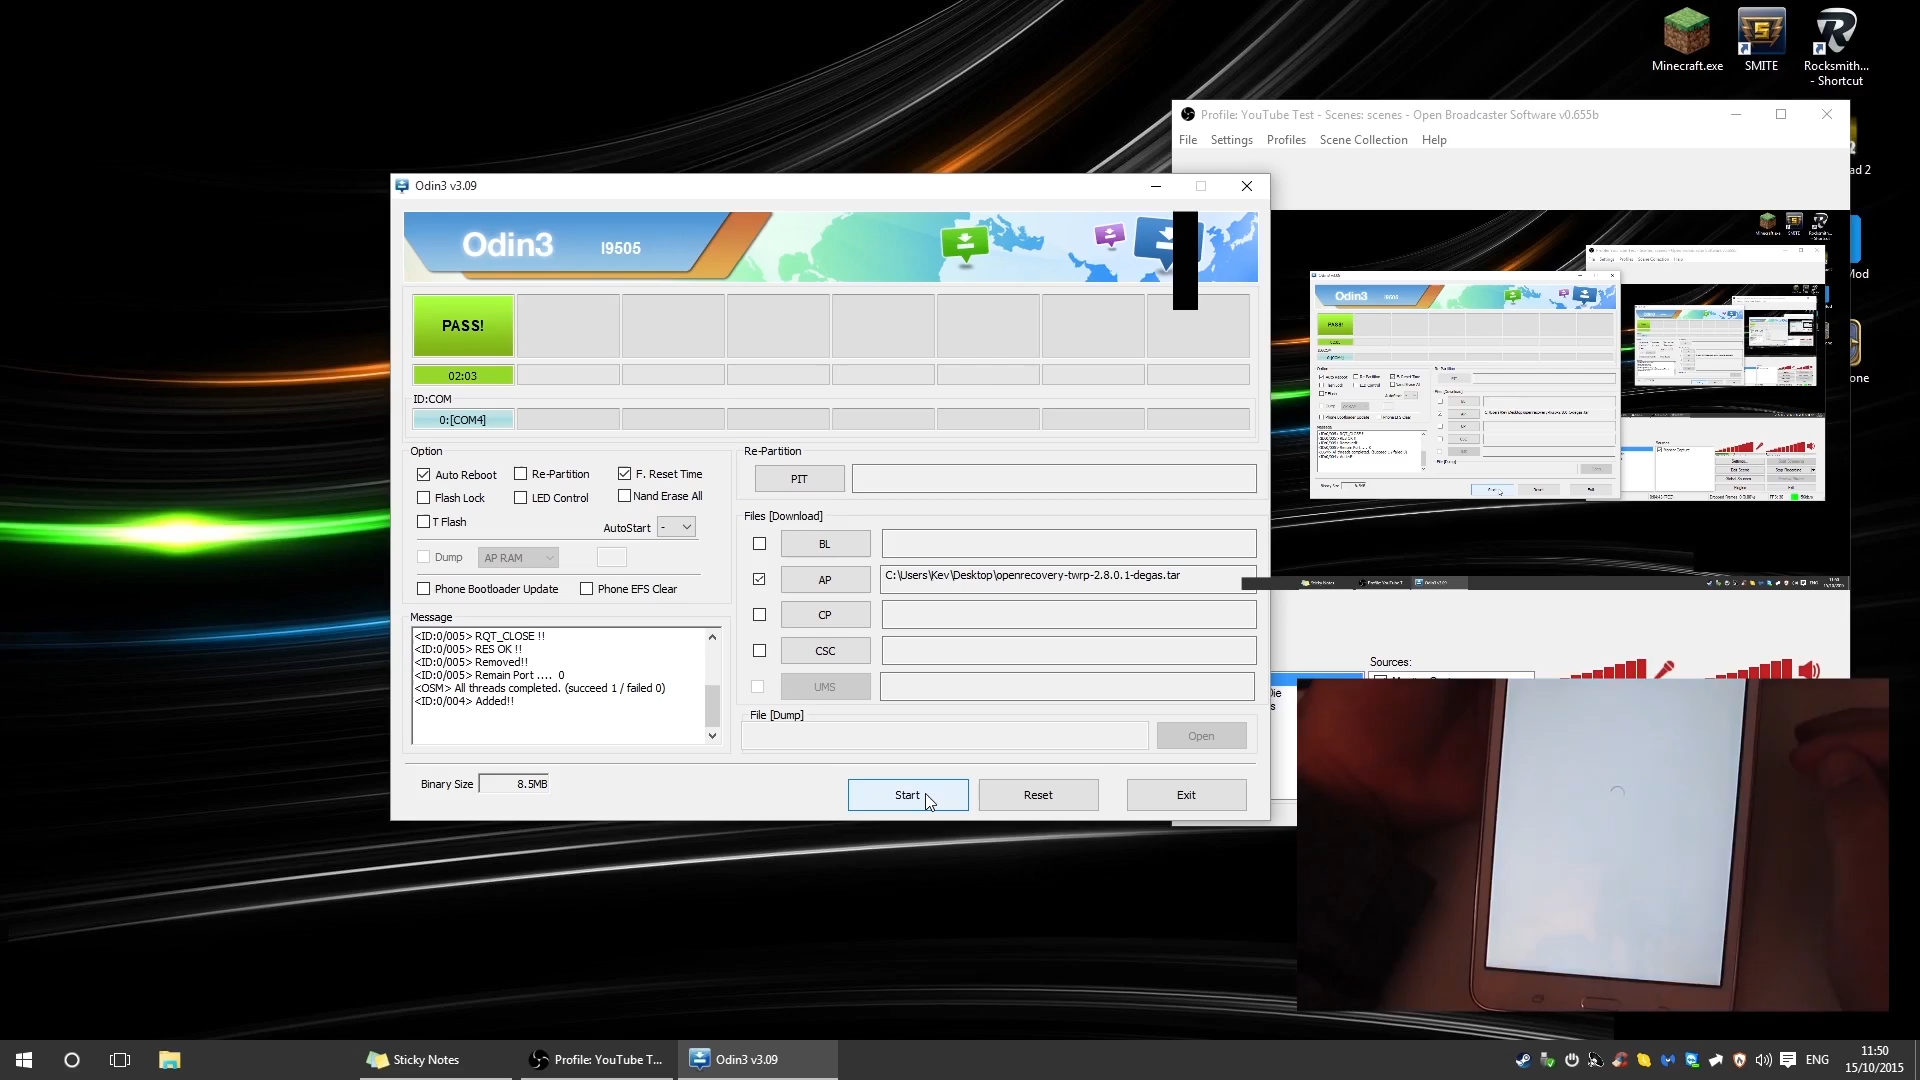 Minecraft.exe
SMITE
Rocksmith...
- Shortcut
Profile: YouTube Test - Scenes: scenes - Open Broadcaster Software v0.655b
File Settings Profiles Scene Collection Help
ad 2
Mod
one
Odin3 v3.09
Odin3 I9505
PASS!
02:03
ID:COM
0:[COM4]
Option
Auto Reboot Re-Partition F. Reset Time
Flash Lock LED Control Nand Erase All
T Flash AutoStart -
Dump AP RAM
Phone Bootloader Update Phone EFS Clear
Message
<ID:0/005> RQT_CLOSE !!
<ID:0/005> RES OK !!
<ID:0/005> Removed!!
<ID:0/005> Remain Port .... 0
<OSM> All threads completed. (succeed 1 / failed 0)
<ID:0/004> Added!!
Re-Partition
PIT
Files [Download]
BL
AP C:\Users\Kev\Desktop\openrecovery-twrp-2.8.0.1-degas.tar
CP
CSC
UMS
File [Dump]
Open
Binary Size 8.5MB
Start Reset Exit
Sources:
Die
s
Sticky Notes
Profile: YouTube T...
Odin3 v3.09
ENG
11:50
15/10/2015